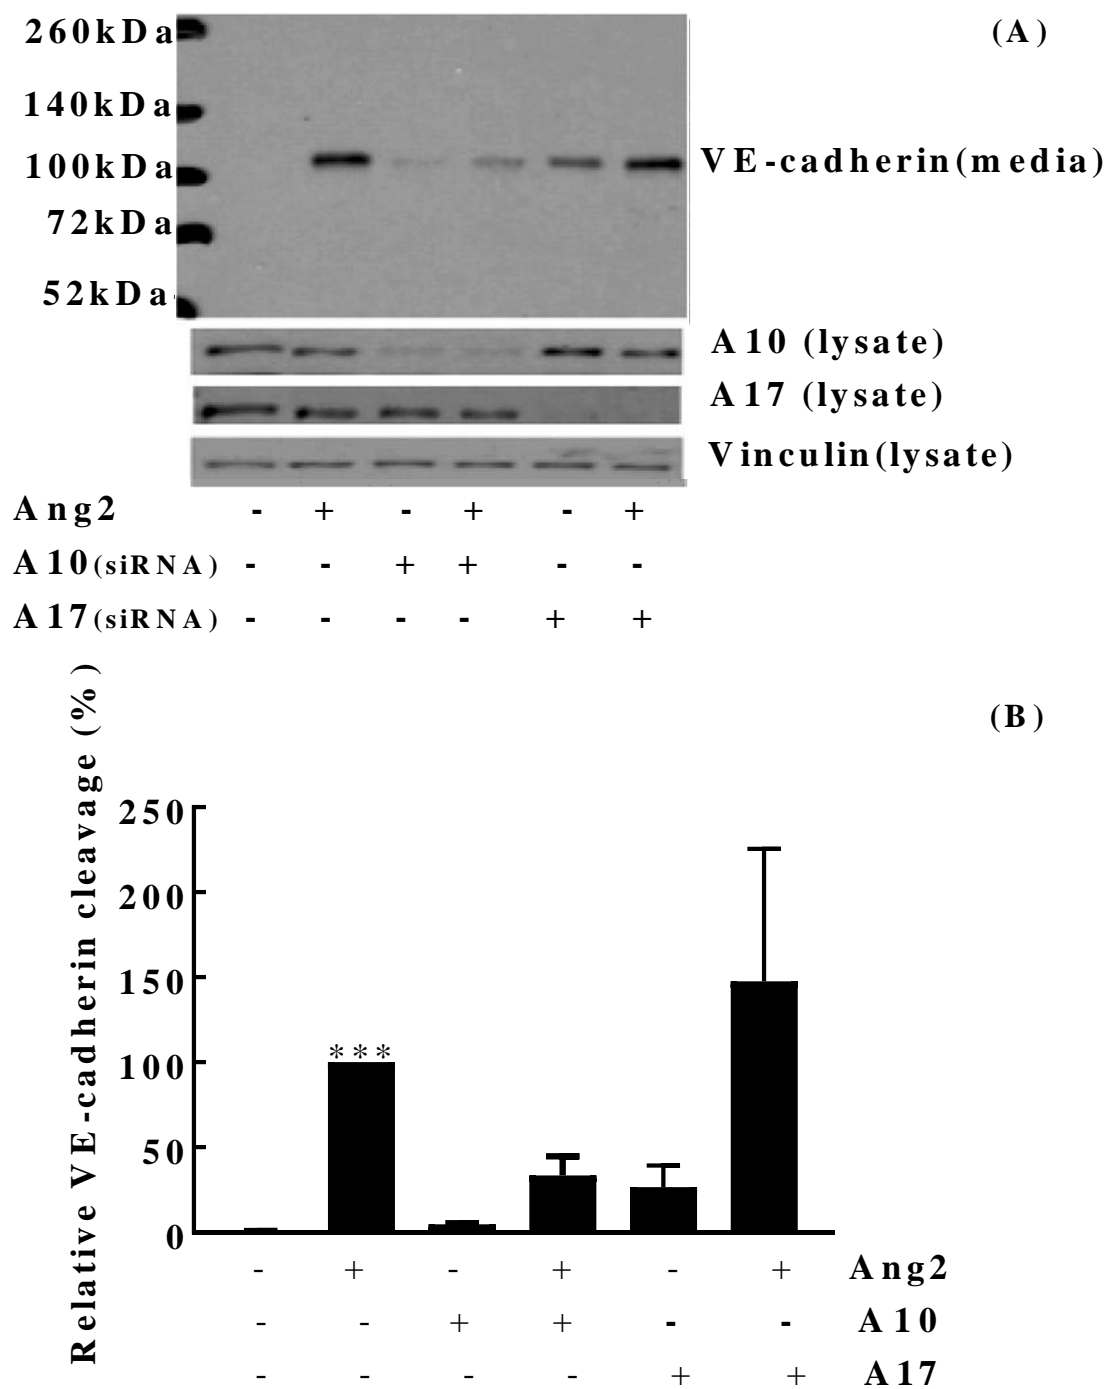 260kDa
(A)
140kDa
100kDa
VE-cadherin(media)
72kDa
52kDa
A10 (lysate)
A17 (lysate)
Vinculin(lysate)
Ang2 - + - + - +
A10(siRNA) - - + + - -
A17(siRNA) - - - - + +
(B)
Relative VE-cadherin cleavage (%)
250
200
150
***
100
50
0
- + - + - + Ang2
- - + + - - A10
- - - - + + A17